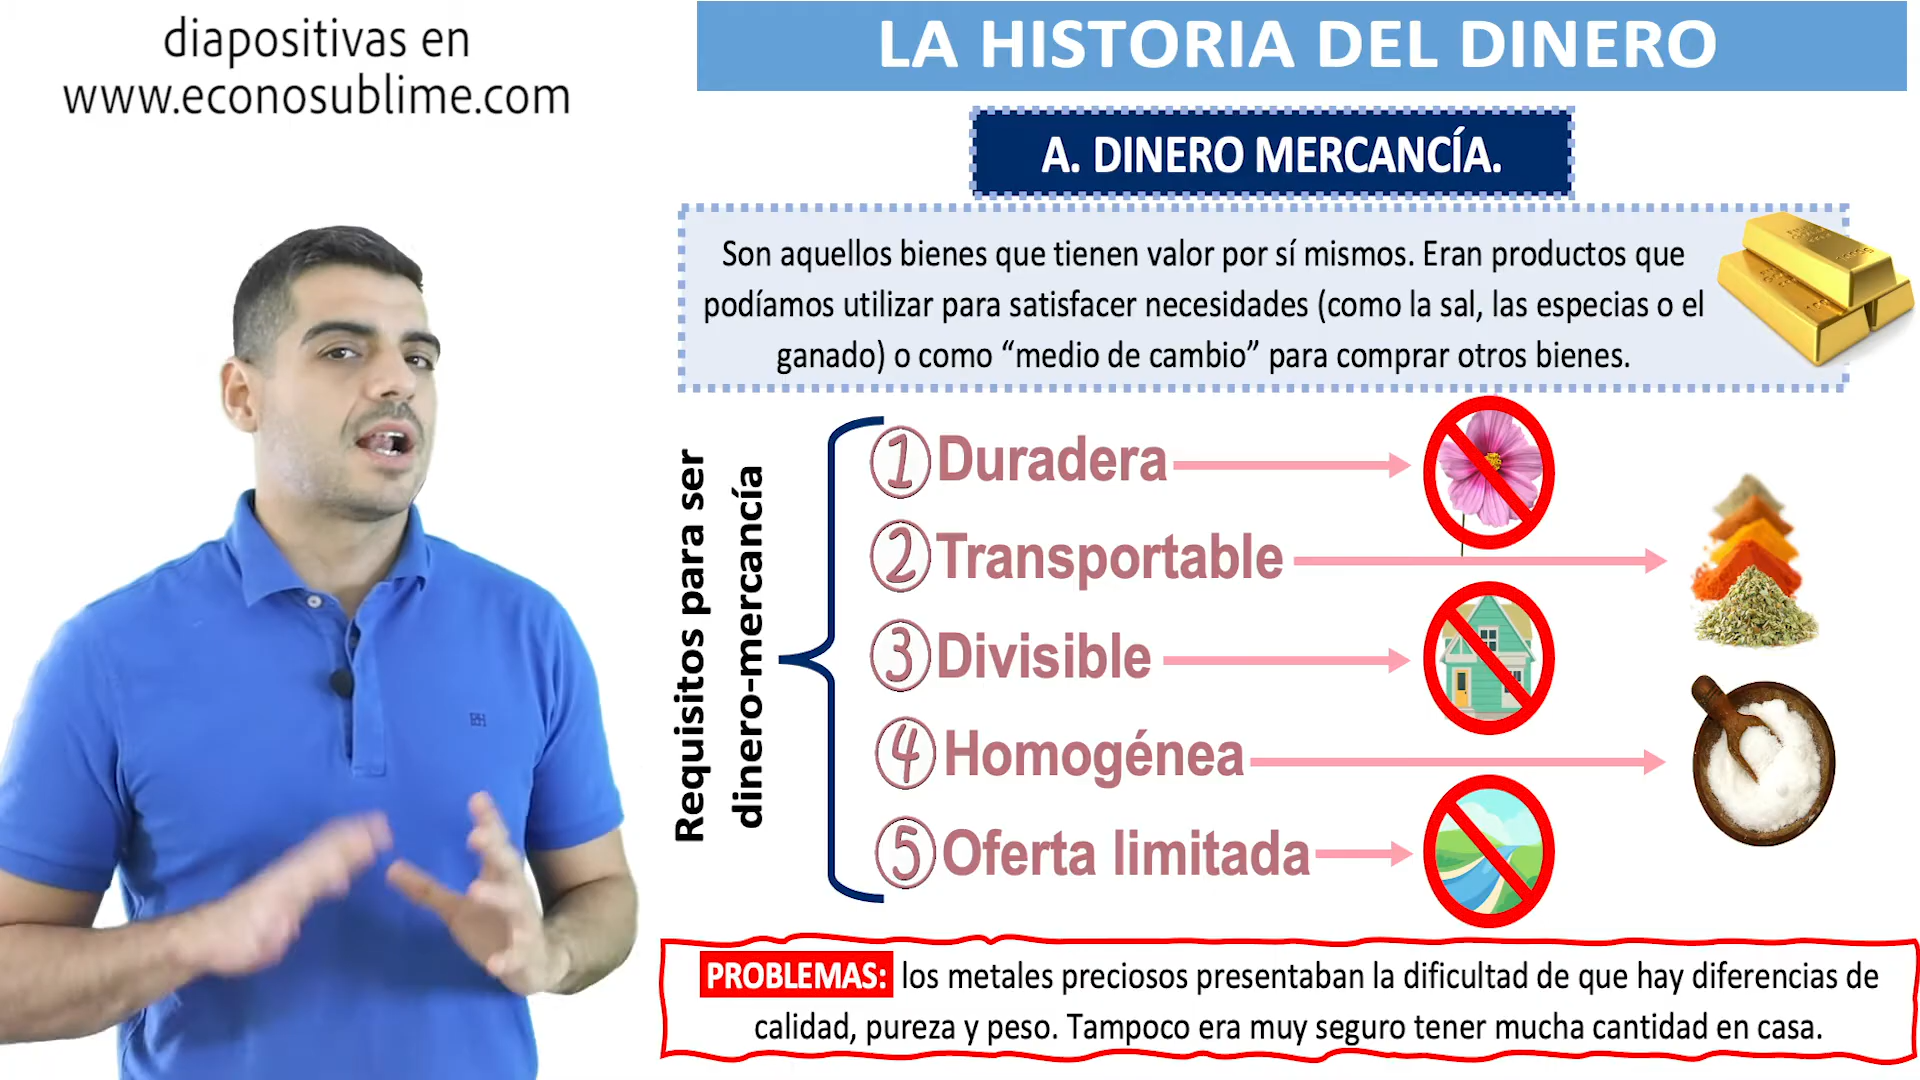 diapositivas en
www.econosublime.com
LA HISTORIA DEL DINERO
A. DINERO MERCANCÍA.
Son aquellos bienes que tienen valor por sí mismos. Eran productos que
podíamos utilizar para satisfacer necesidades (como la sal, las especias o el
ganado) o como “medio de cambio” para comprar otros bienes.
Requisitos para ser
dinero-mercancía
1 Duradera
2 Transportable
3 Divisible
4 Homogénea
5 Oferta limitada
PROBLEMAS: los metales preciosos presentaban la dificultad de que hay diferencias de
calidad, pureza y peso. Tampoco era muy seguro tener mucha cantidad en casa.